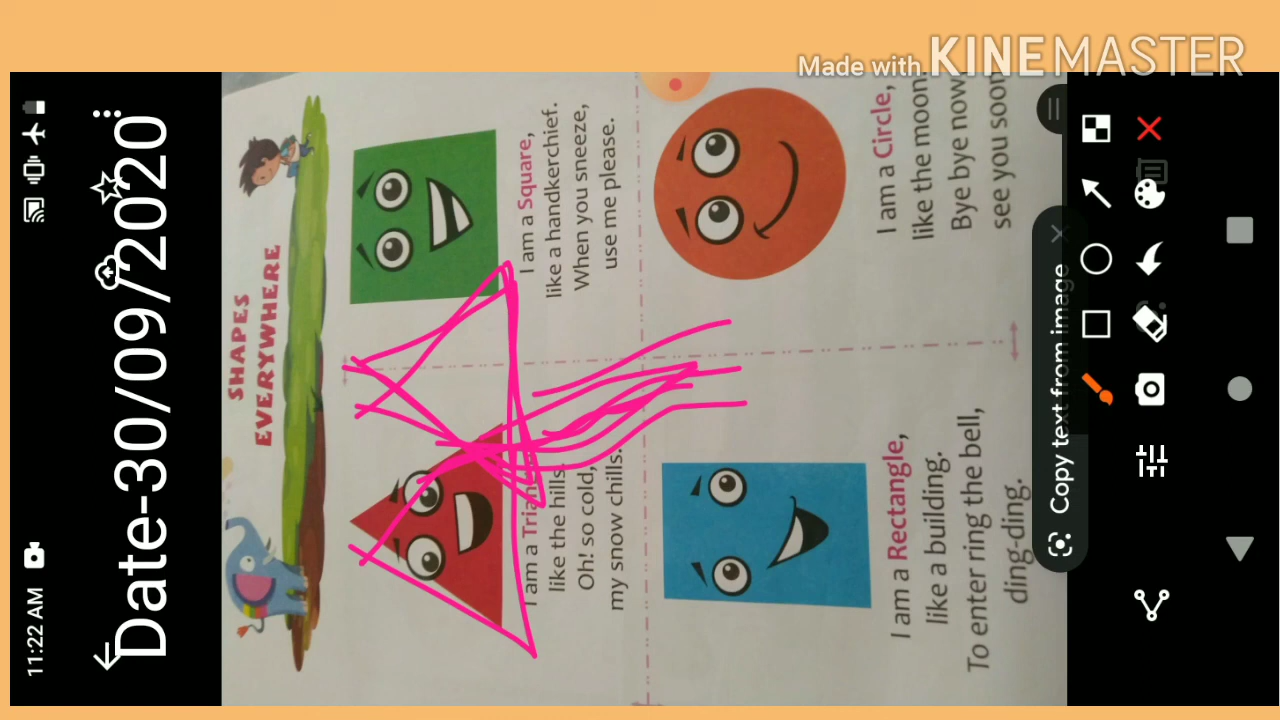 Made with KINEMASTER
11:22 AM
Date-30/09/2020
SHAPES
EVERYWHERE
I am a Square,
like a handkerchief.
When you sneeze,
use me please.
I am a Triangle,
like the hills.
Oh! so cold,
my snow chills.
I am a Circle,
like the moon.
Bye bye now
see you soon
I am a Rectangle,
like a building.
To enter ring the bell,
ding-ding.
Copy text from image